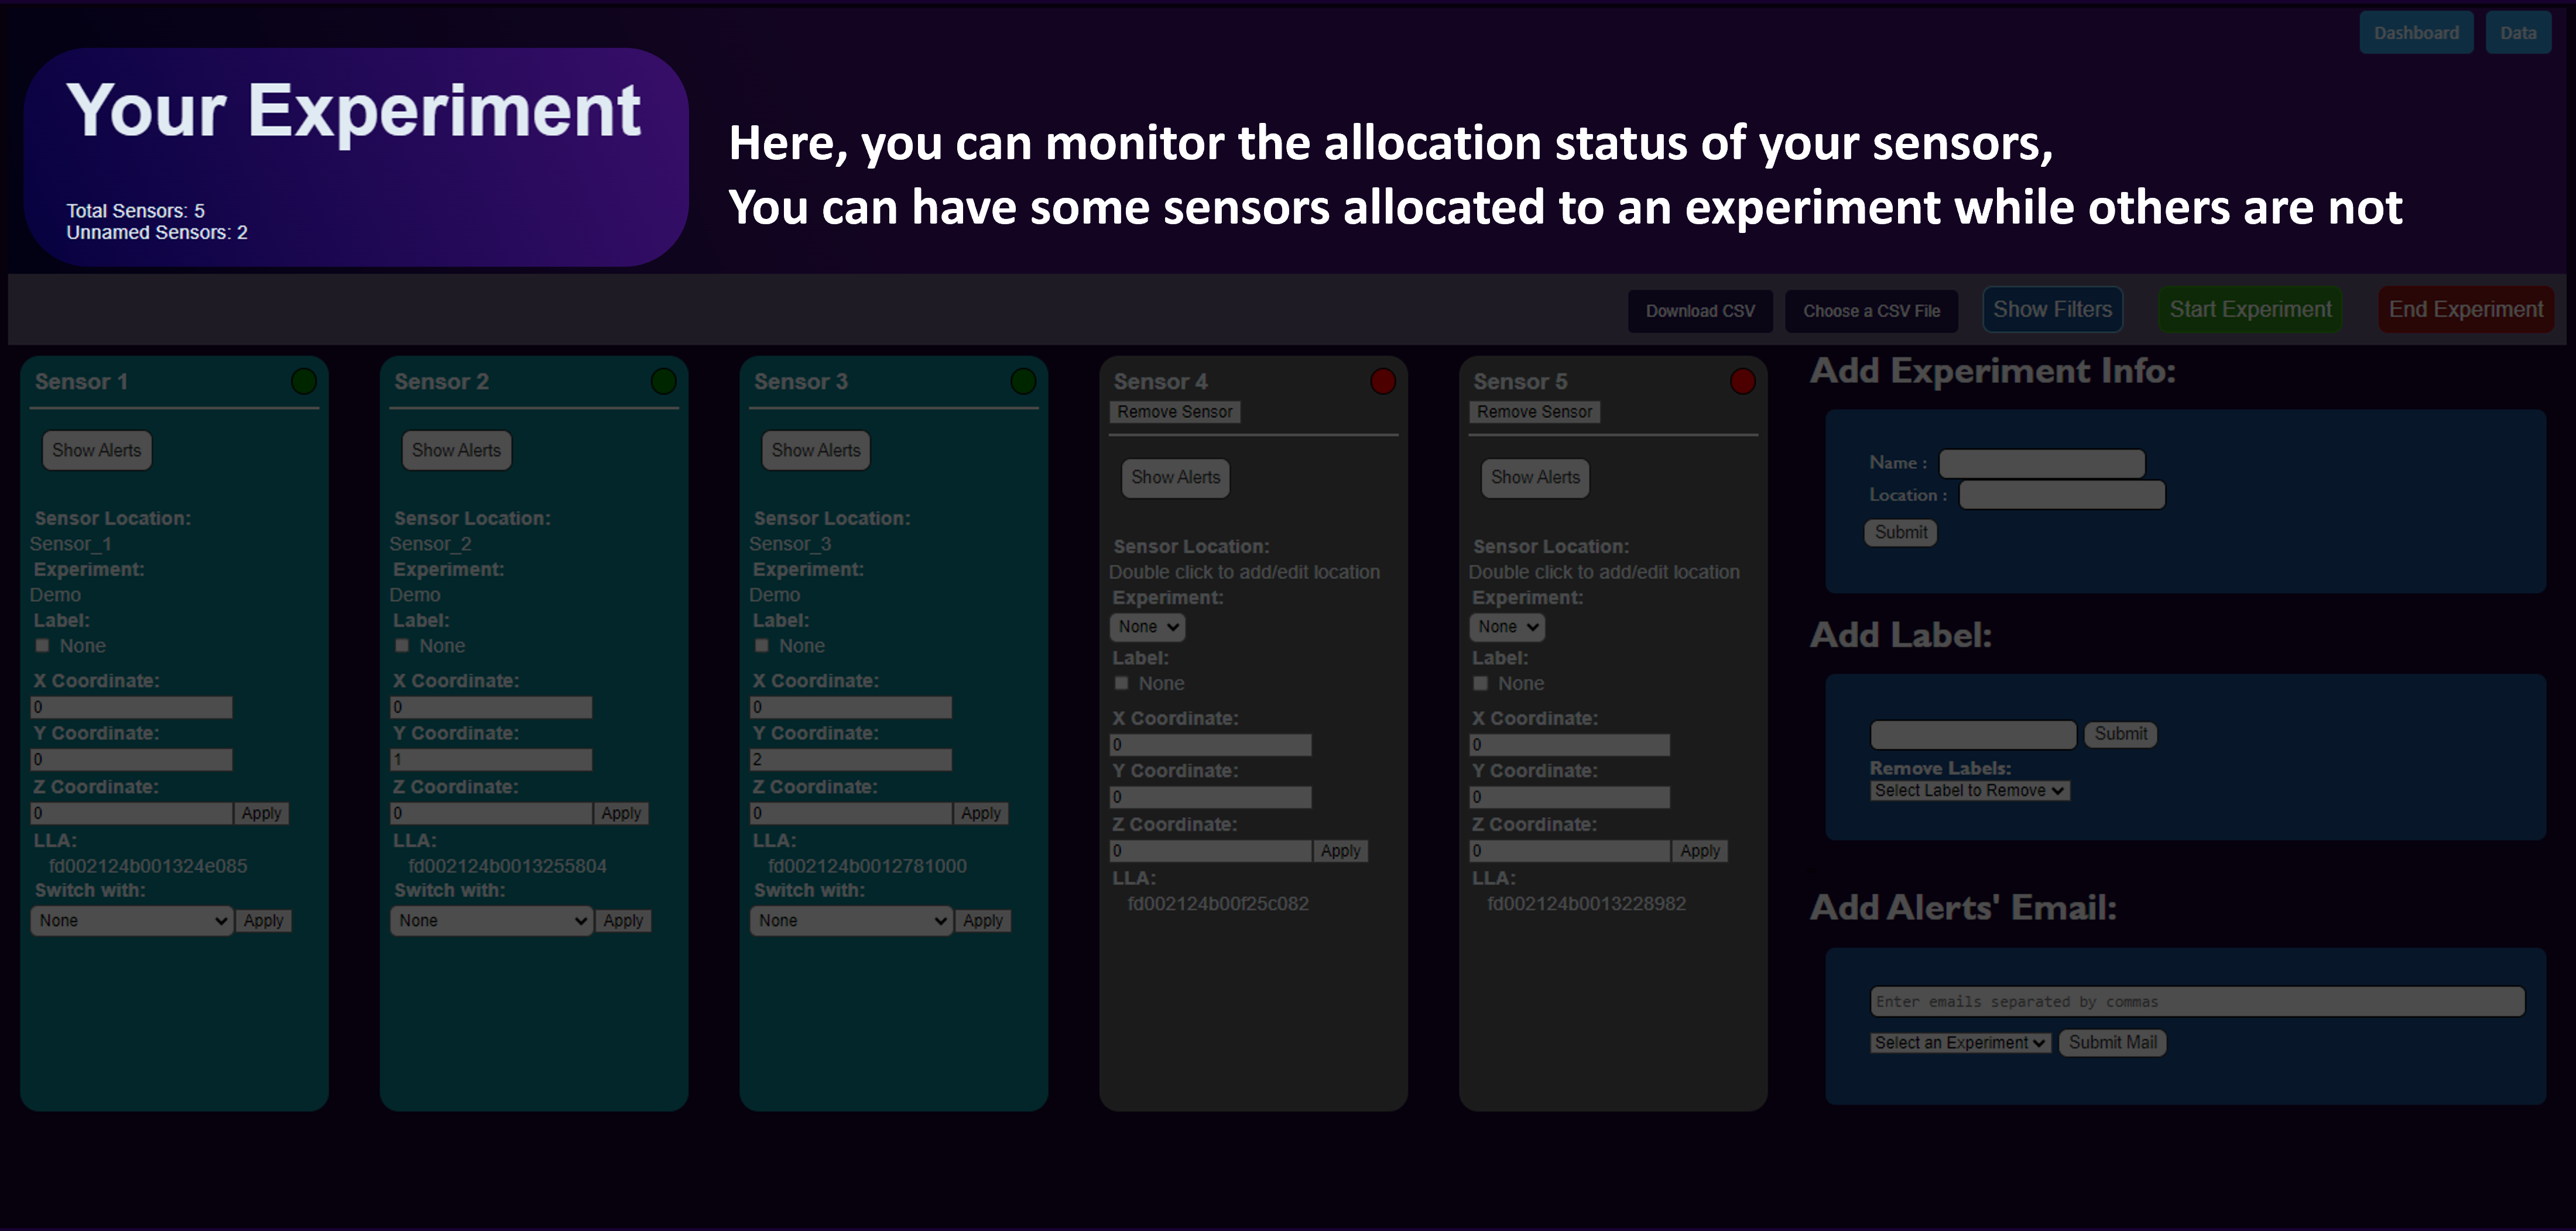 Dashboard
Data
Your Experiment
Total Sensors: 5
Unnamed Sensors: 2
Here, you can monitor the allocation status of your sensors,
You can have some sensors allocated to an experiment while others are not
Download CSV
Choose a CSV File
Show Filters
Start Experiment
End Experiment
Sensor 1
Show Alerts
Sensor Location:
Sensor_1
Experiment:
Demo
Label:
None
X Coordinate:
0
Y Coordinate:
0
Z Coordinate:
0 Apply
LLA:
fd002124b001324e085
Switch with:
None Apply
Sensor 2
Show Alerts
Sensor Location:
Sensor_2
Experiment:
Demo
Label:
None
X Coordinate:
0
Y Coordinate:
1
Z Coordinate:
0 Apply
LLA:
fd002124b0013255804
Switch with:
None Apply
Sensor 3
Show Alerts
Sensor Location:
Sensor_3
Experiment:
Demo
Label:
None
X Coordinate:
0
Y Coordinate:
2
Z Coordinate:
0 Apply
LLA:
fd002124b0012781000
Switch with:
None Apply
Sensor 4
Remove Sensor
Show Alerts
Sensor Location:
Double click to add/edit location
Experiment:
None
Label:
None
X Coordinate:
0
Y Coordinate:
0
Z Coordinate:
0 Apply
LLA:
fd002124b00f25c082
Sensor 5
Remove Sensor
Show Alerts
Sensor Location:
Double click to add/edit location
Experiment:
None
Label:
None
X Coordinate:
0
Y Coordinate:
0
Z Coordinate:
0 Apply
LLA:
fd002124b0013228982
Add Experiment Info:
Name :
Location :
Submit
Add Label:
Submit
Remove Labels:
Select Label to Remove
Add Alerts' Email:
Enter emails separated by commas
Select an Experiment Submit Mail